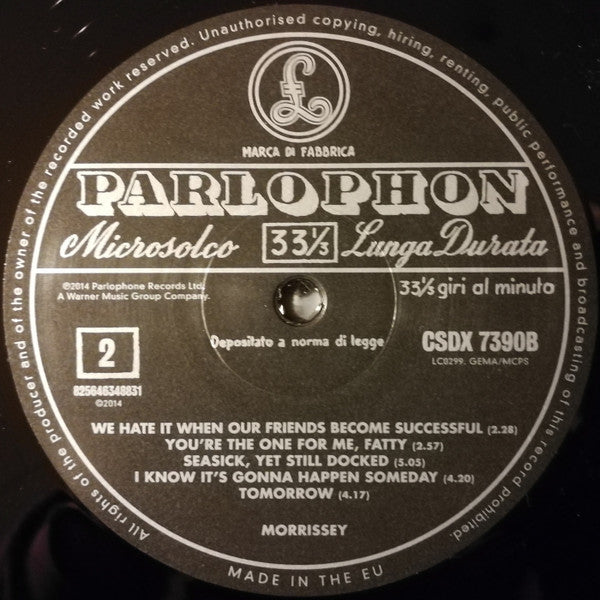 All rights of the producer and of the owner of the recorded work reserved. Unauthorised copying, hiring, renting, public performance and broadcasting of this record prohibited.
£
MARCA DI FABBRICA
PARLOPHON
Microsolco 33⅓ Lunga Durata
©2014 Parlophone Records Ltd.
A Warner Music Group Company.
33⅓ giri al minuto
Depositato a norma di legge
2
825646348831
©2014
CSDX 7390B
LC0299. GEMA/MCPS
WE HATE IT WHEN OUR FRIENDS BECOME SUCCESSFUL (2.28)
YOU'RE THE ONE FOR ME, FATTY (2.57)
SEASICK, YET STILL DOCKED (5.05)
I KNOW IT'S GONNA HAPPEN SOMEDAY (4.20)
TOMORROW (4.17)
MORRISSEY
MADE IN THE EU